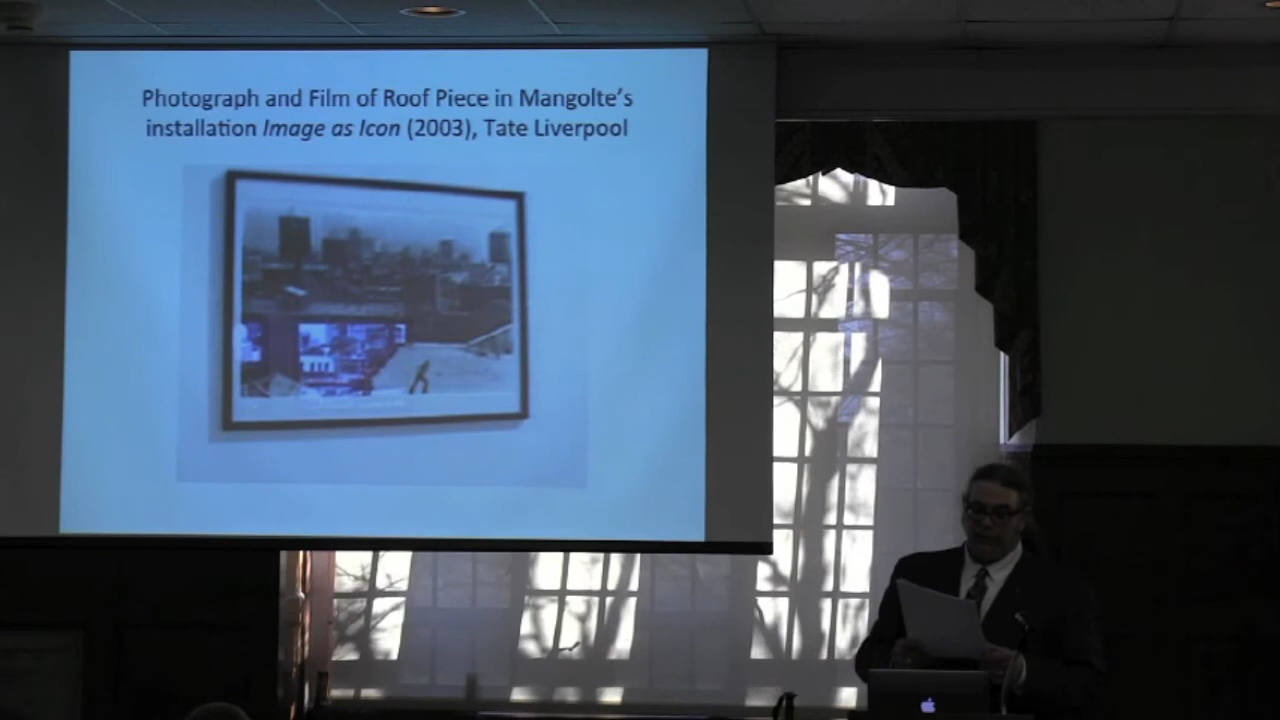 Photograph and Film of Roof Piece in Mangolte's
installation Image as Icon (2003), Tate Liverpool